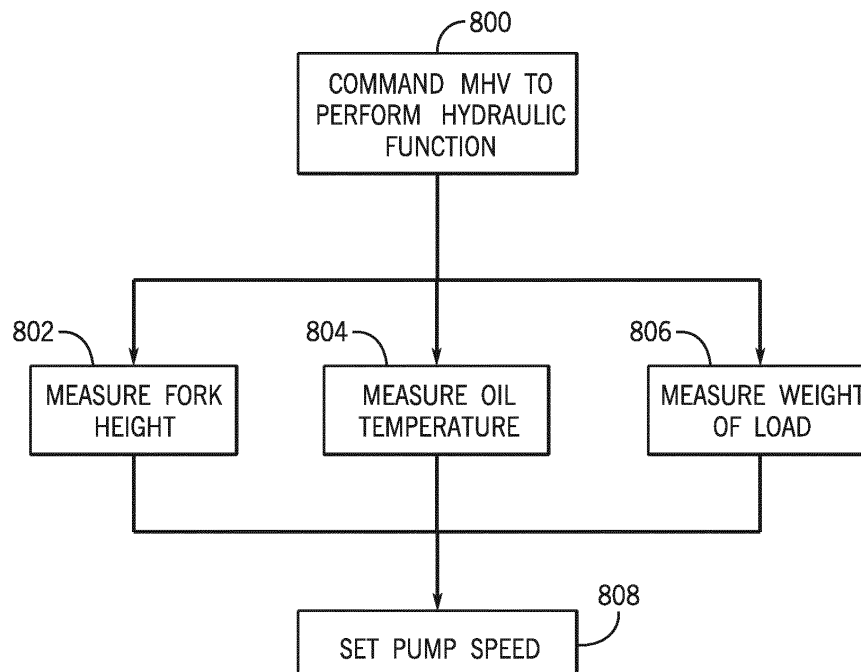 800
COMMAND MHV TO
PERFORM HYDRAULIC
FUNCTION
802
MEASURE FORK
HEIGHT
804
MEASURE OIL
TEMPERATURE
806
MEASURE WEIGHT
OF LOAD
808
SET PUMP SPEED